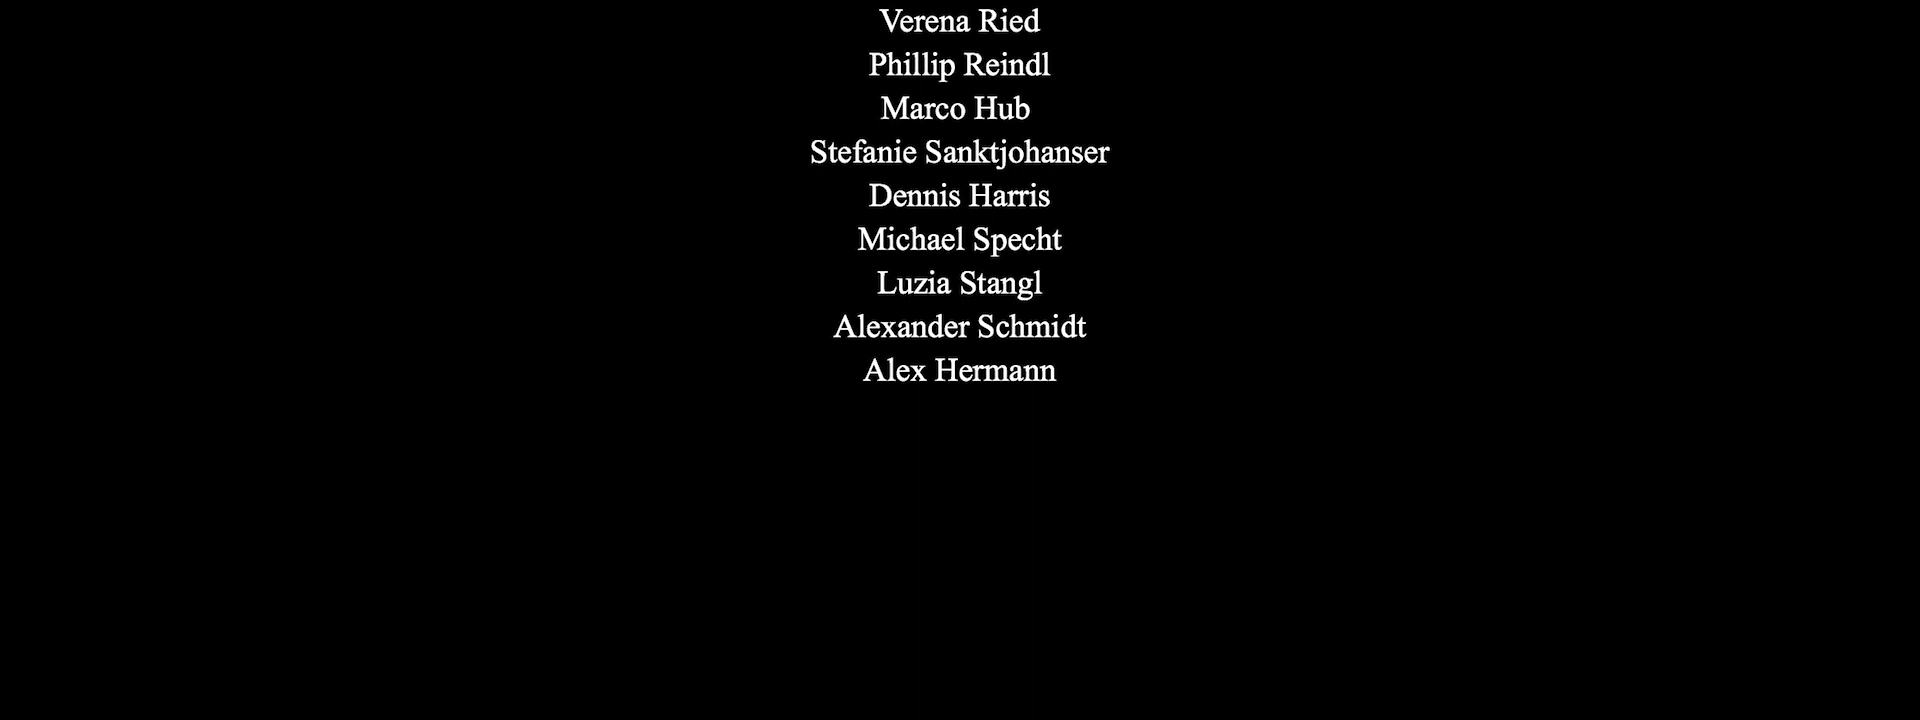 Verena Ried
Phillip Reindl
Marco Hub
Stefanie Sanktjohanser
Dennis Harris
Michael Specht
Luzia Stangl
Alexander Schmidt
Alex Hermann